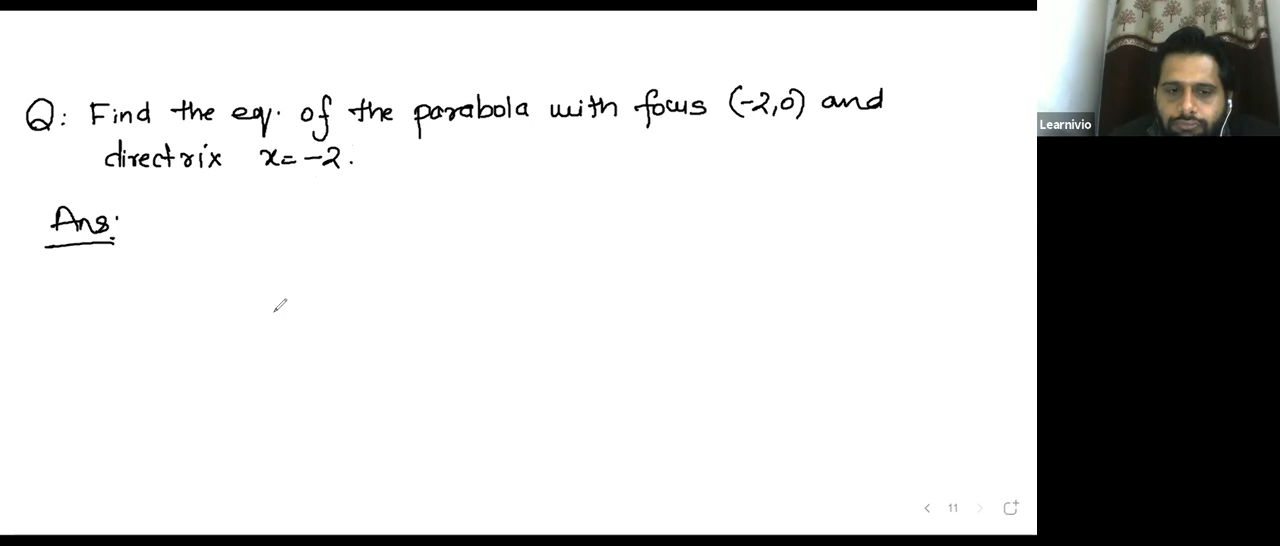 Q: Find the eq. of the parabola with focus (-2,0) and
directrix x= -2.
Ans.
Learnivio
11